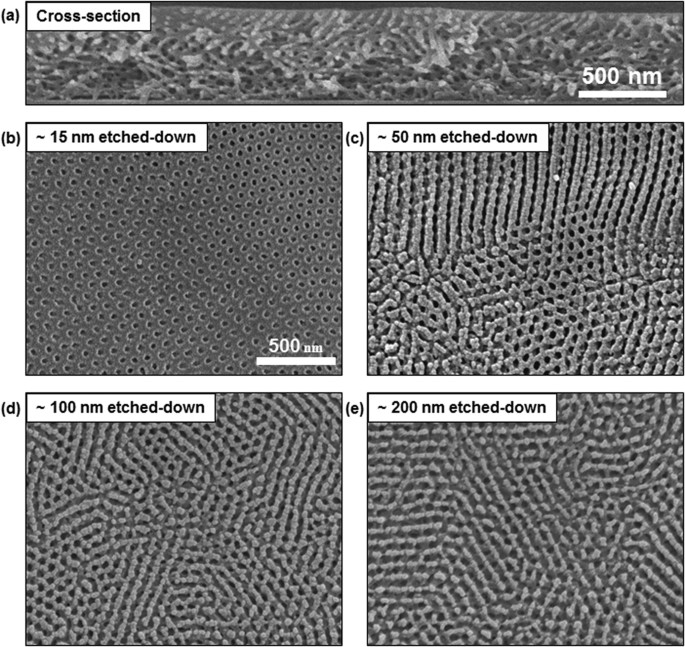 (a)
Cross-section
500 nm
(b)
~ 15 nm etched-down
500 nm
(c)
~ 50 nm etched-down
(d)
~ 100 nm etched-down
(e)
~ 200 nm etched-down